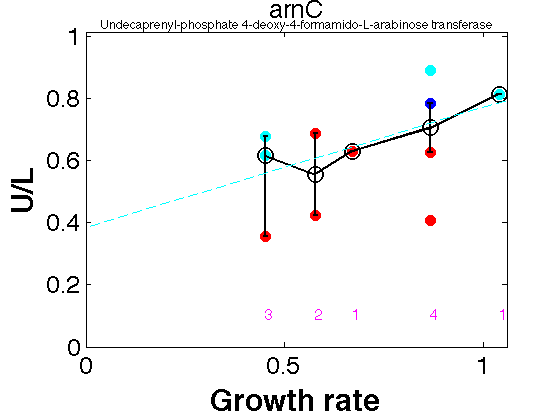 arnC
Undecaprenyl-phosphate 4-deoxy-4-formamido-L-arabinose transferase
1
0.8
0.6
0.4
0.2
0
U/L
3 2 1 4 1
0 0.5 1
Growth rate